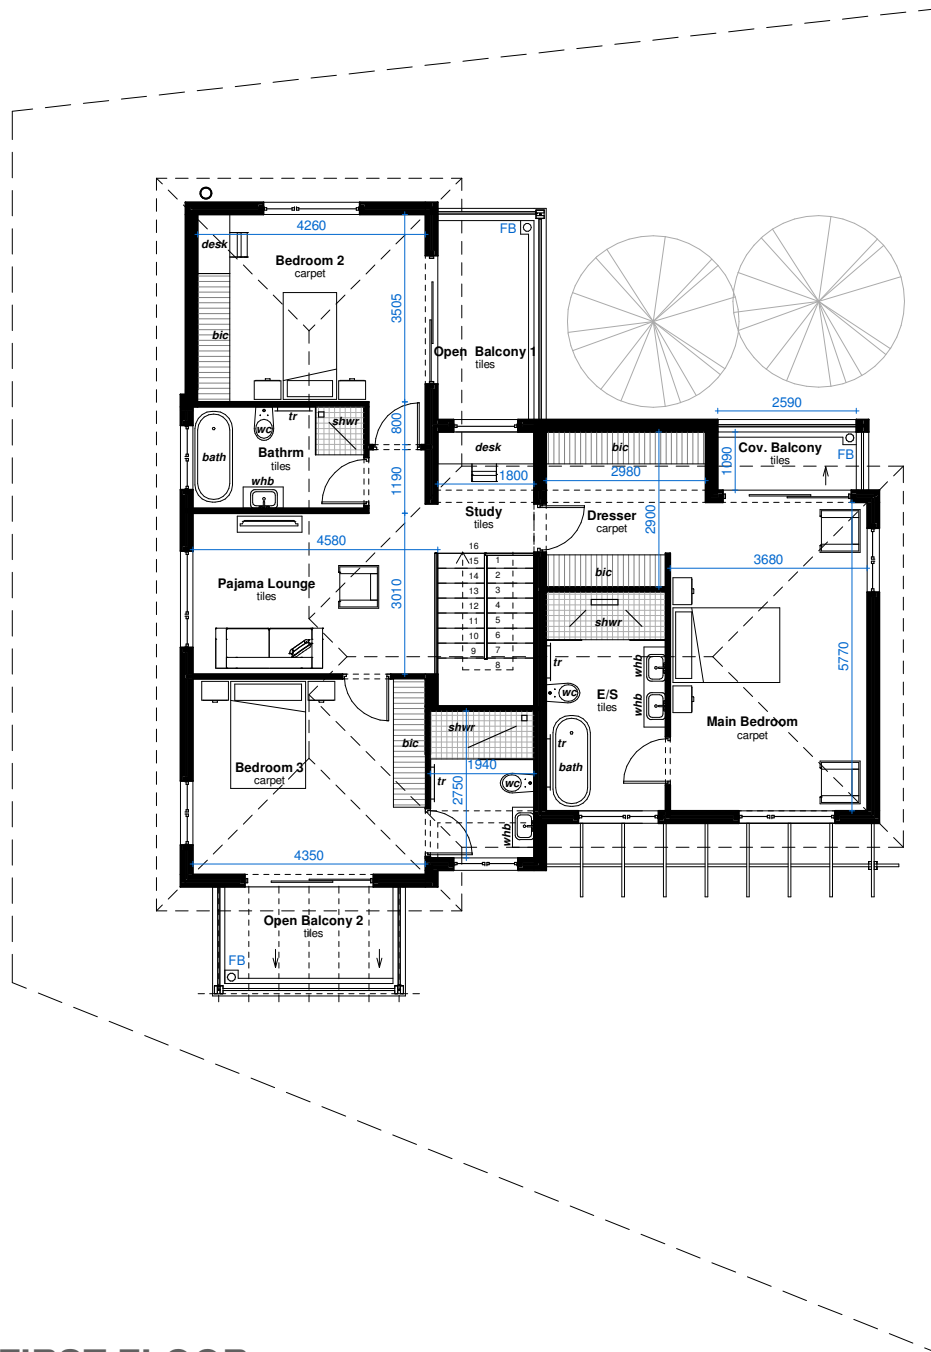 4260
FB
desk
Bedroom 2
carpet
3505
bic
Open Balcony 1
tiles
2590
tr
shwr
wc
800
bath
Bathrm
tiles
whb
1190
desk
1800
bic
2980
Cov. Balcony
tiles
FB
1090
Study
tiles
Dresser
carpet
2900
4580
16
15
14
13
12
11
10
9
1
2
3
4
5
6
7
8
3680
Pajama Lounge
tiles
3010
bic
shwr
tr
wc
whb
whb
E/S
tiles
5770
Main Bedroom
carpet
tr
bath
bic
shwr
Bedroom 3
carpet
1940
tr
2750
wc
whb
4350
Open Balcony 2
tiles
FB
FIRST FLOOR